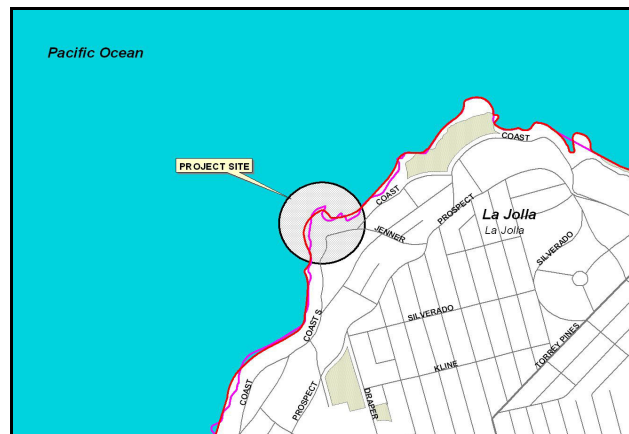 Pacific Ocean
COAST
PROJECT SITE
COAST
PROSPECT
La Jolla
La Jolla
JENNER
SILVERADO
SILVERADO
COAST S
TORREY PINES
KLINE
COAST
PROSPECT
DRAPER